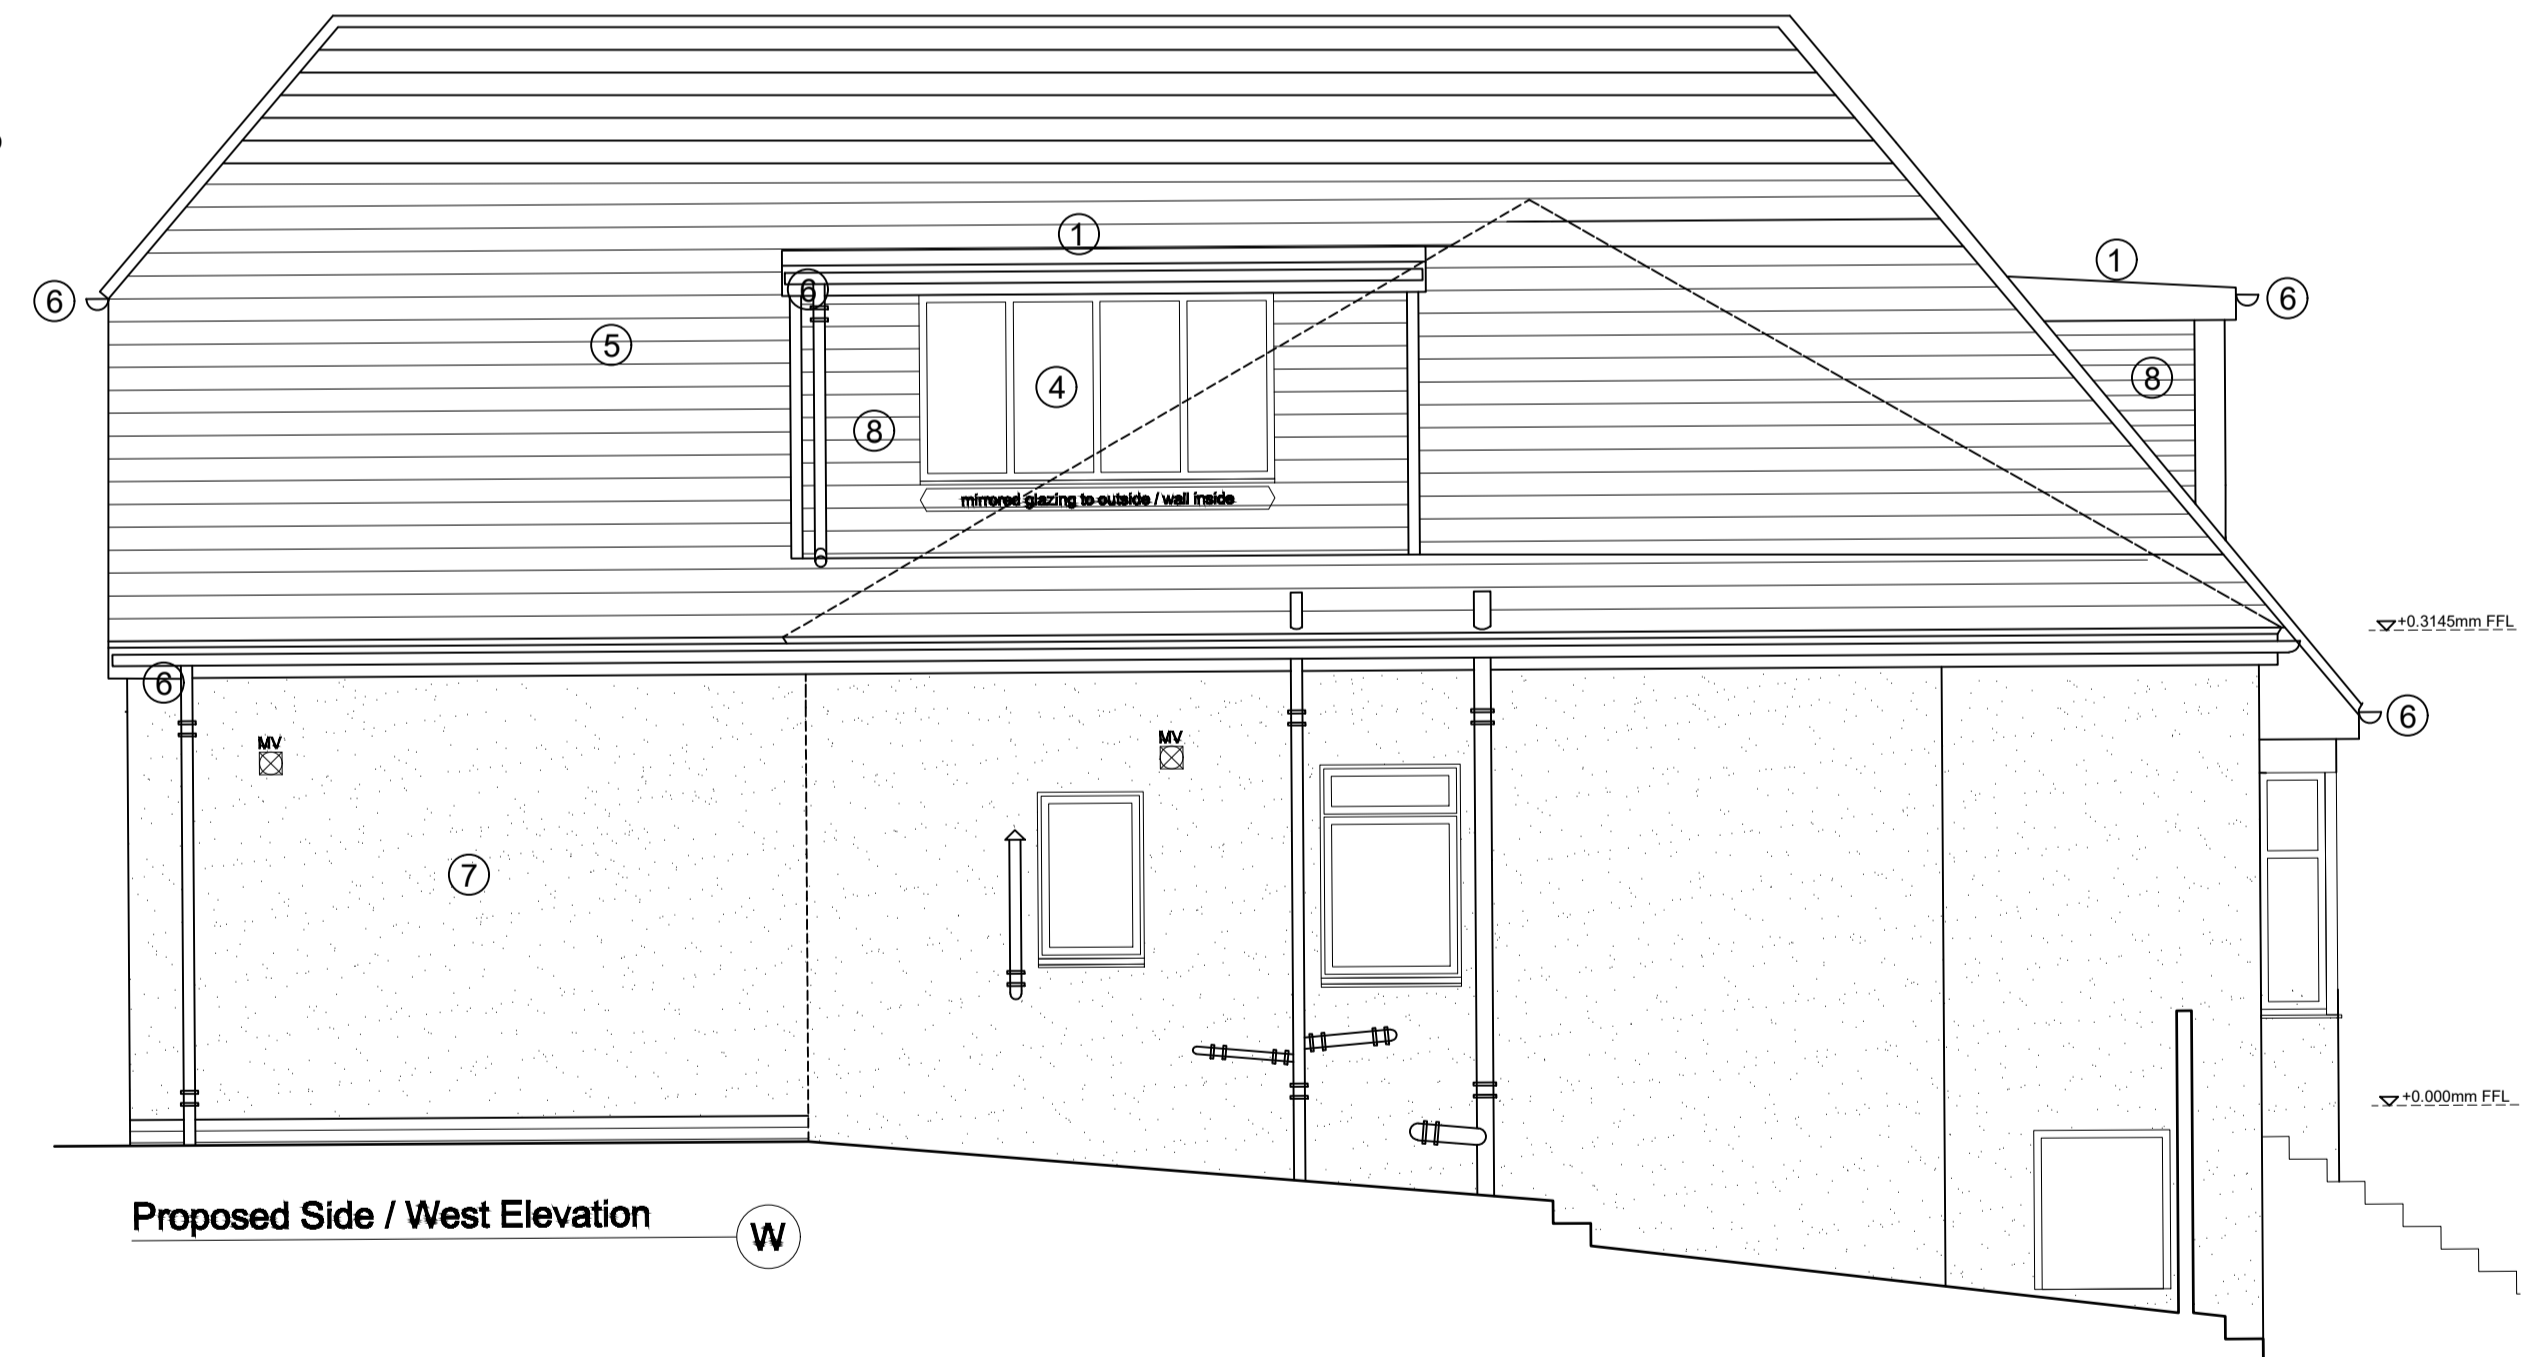 1
1
6
6
6
5
4
8
8
mirrored glazing to outside / wall inside
+0.3145mm FFL
6
6
MV
MV
7
+0.000mm FFL
Proposed Side / West Elevation
W